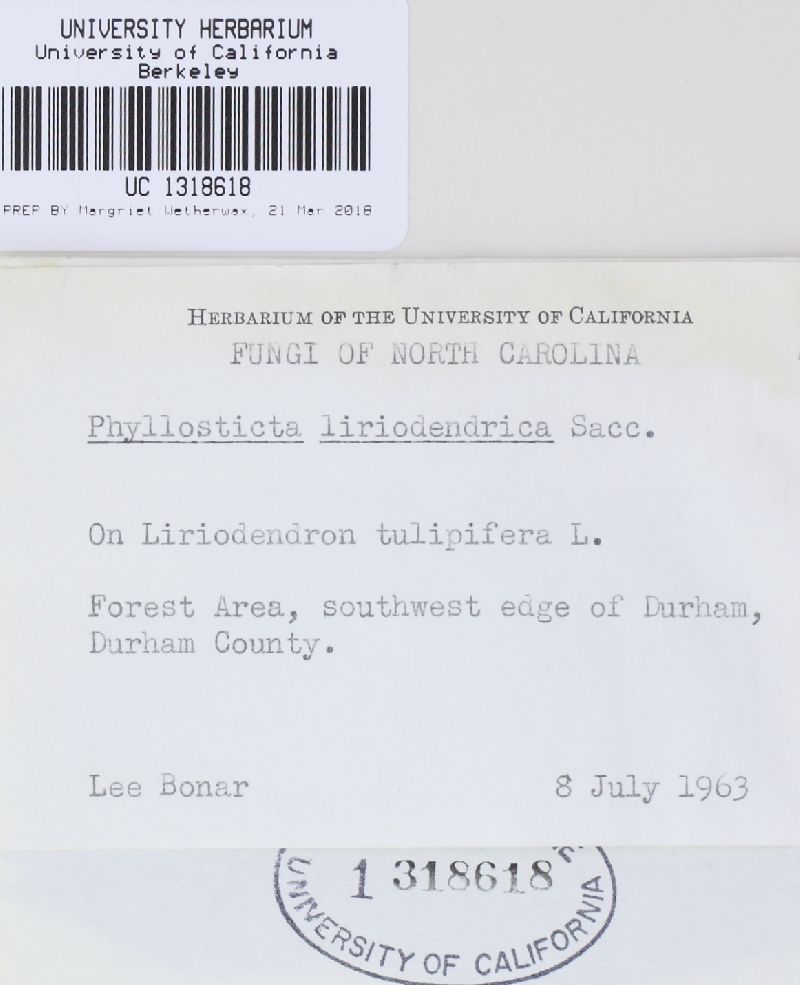 UNIVERSITY HERBARIUM
University of California
Berkeley
UC 1318618
PREP BY Margriet Wetherwax, 21 Mar 2018
HERBARIUM OF THE UNIVERSITY OF CALIFORNIA
FUNGI OF NORTH CAROLINA
Phyllosticta liriodendrica Sacc.
On Liriodendron tulipifera L.
Forest Area, southwest edge of Durham,
Durham County.
Lee Bonar 8 July 1963
1 318618
UNIVERSITY OF CALIFORNIA